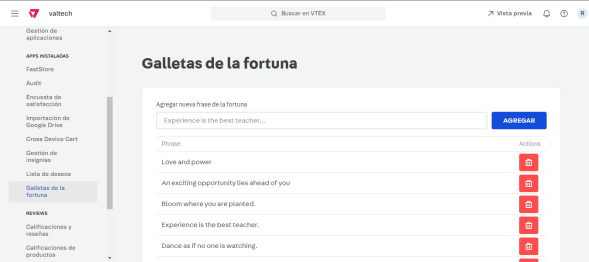 valtech
Buscar en VTEX
Vista previa
R
Gestión de
aplicaciones
APPS INSTALADAS
FastStore
Audit
Encuesta de
satisfacción
Importación de
Google Drive
Cross Device Cart
Gestión de
insignias
Lista de deseos
Galletas de la
fortuna
REVIEWS
Calificaciones y
reseñas
Calificaciones de
productos
Galletas de la fortuna
Agregar nueva frase de la fortuna
Experience is the best teacher...
AGREGAR
Phrase
Actions
Love and power
An exciting opportunity lies ahead of you
Bloom where you are planted.
Experience is the best teacher.
Dance as if no one is watching.